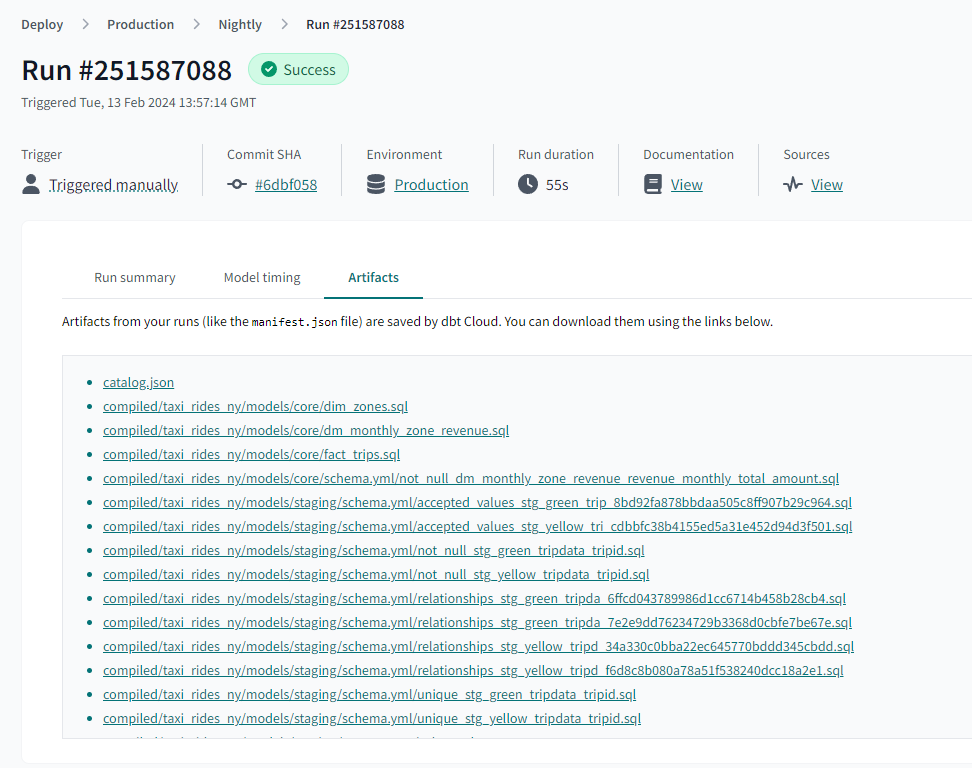 Deploy > Production > Nightly > Run #251587088
Run #251587088 Success
Triggered Tue, 13 Feb 2024 13:57:14 GMT
Trigger Commit SHA Environment Run duration Documentation Sources
Triggered manually #6dbf058 Production 55s View View
Run summary Model timing Artifacts
Artifacts from your runs (like the manifest.json file) are saved by dbt Cloud. You can download them using the links below.
catalog.json
compiled/taxi_rides_ny/models/core/dim_zones.sql
compiled/taxi_rides_ny/models/core/dm_monthly_zone_revenue.sql
compiled/taxi_rides_ny/models/core/fact_trips.sql
compiled/taxi_rides_ny/models/core/schema.yml/not_null_dm_monthly_zone_revenue_revenue_monthly_total_amount.sql
compiled/taxi_rides_ny/models/staging/schema.yml/accepted_values_stg_green_trip_8bd92fa878bbdaa505c8ff907b29c964.sql
compiled/taxi_rides_ny/models/staging/schema.yml/accepted_values_stg_yellow_tri_cdbbfc38b4155ed5a31e452d94d3f501.sql
compiled/taxi_rides_ny/models/staging/schema.yml/not_null_stg_green_tripdata_tripid.sql
compiled/taxi_rides_ny/models/staging/schema.yml/not_null_stg_yellow_tripdata_tripid.sql
compiled/taxi_rides_ny/models/staging/schema.yml/relationships_stg_green_tripda_6ffcd043789986d1cc6714b458b28cb4.sql
compiled/taxi_rides_ny/models/staging/schema.yml/relationships_stg_green_tripda_7e2e9dd76234729b3368d0cbfe7be67e.sql
compiled/taxi_rides_ny/models/staging/schema.yml/relationships_stg_yellow_tripd_34a330c0bba22ec645770bddd345cbdd.sql
compiled/taxi_rides_ny/models/staging/schema.yml/relationships_stg_yellow_tripd_f6d8c8b080a78a51f538240dcc18a2e1.sql
compiled/taxi_rides_ny/models/staging/schema.yml/unique_stg_green_tripdata_tripid.sql
compiled/taxi_rides_ny/models/staging/schema.yml/unique_stg_yellow_tripdata_tripid.sql